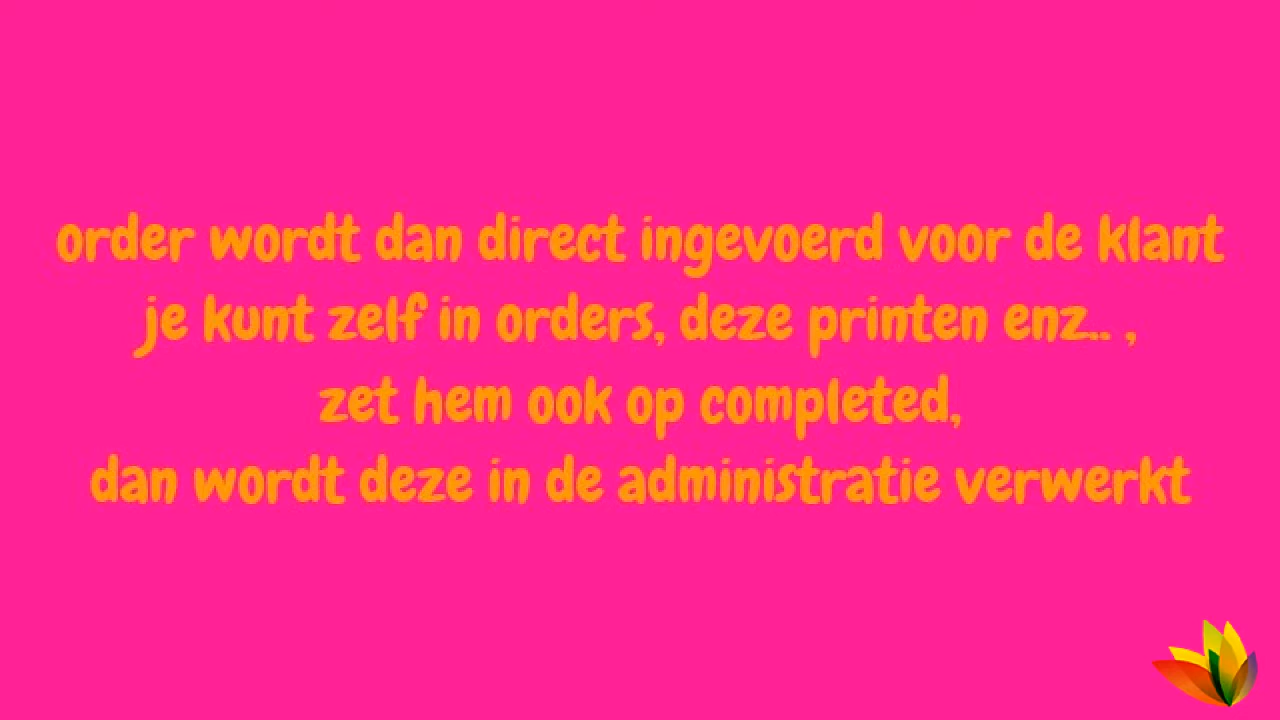 order wordt dan direct ingevoerd voor de klant
je kunt zelf in orders, deze printen enz.. ,
zet hem ook op completed,
dan wordt deze in de administratie verwerkt